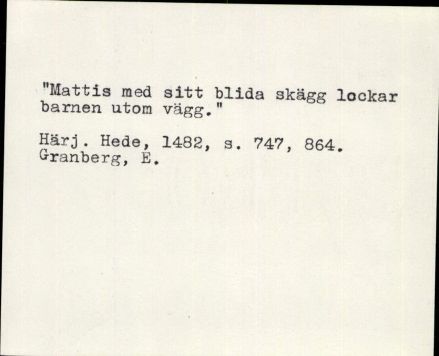 "Mattis med sitt blida skägg lockar
barnen utom vägg."
Härj. Hede, 1482, s. 747, 864.
Granberg, E.